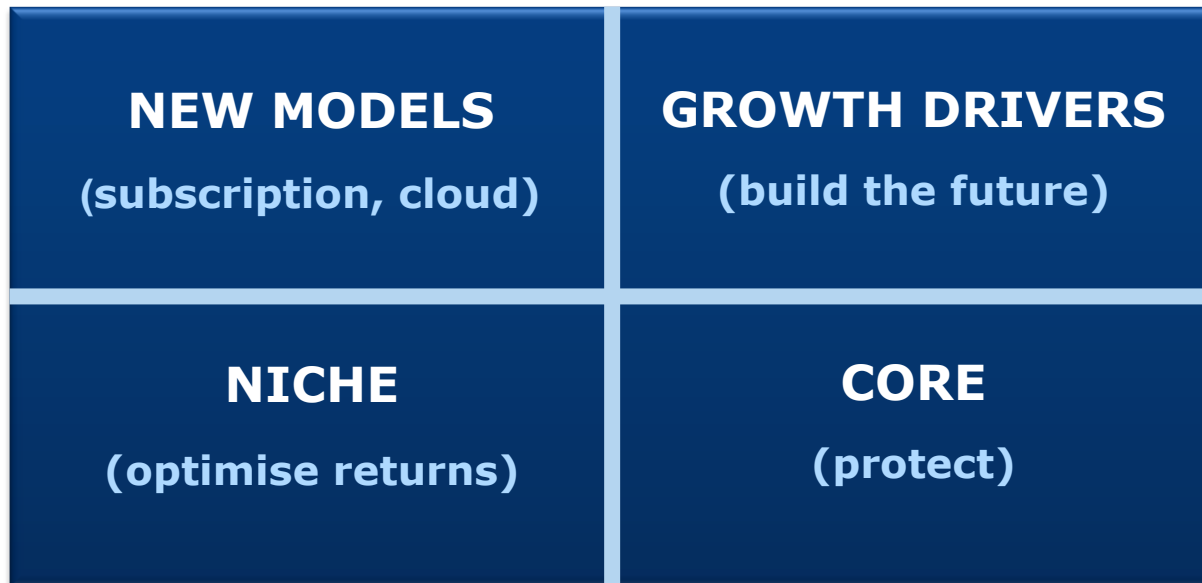 NEW MODELS
(subscription, cloud)
GROWTH DRIVERS
(build the future)
NICHE
(optimise returns)
CORE
(protect)